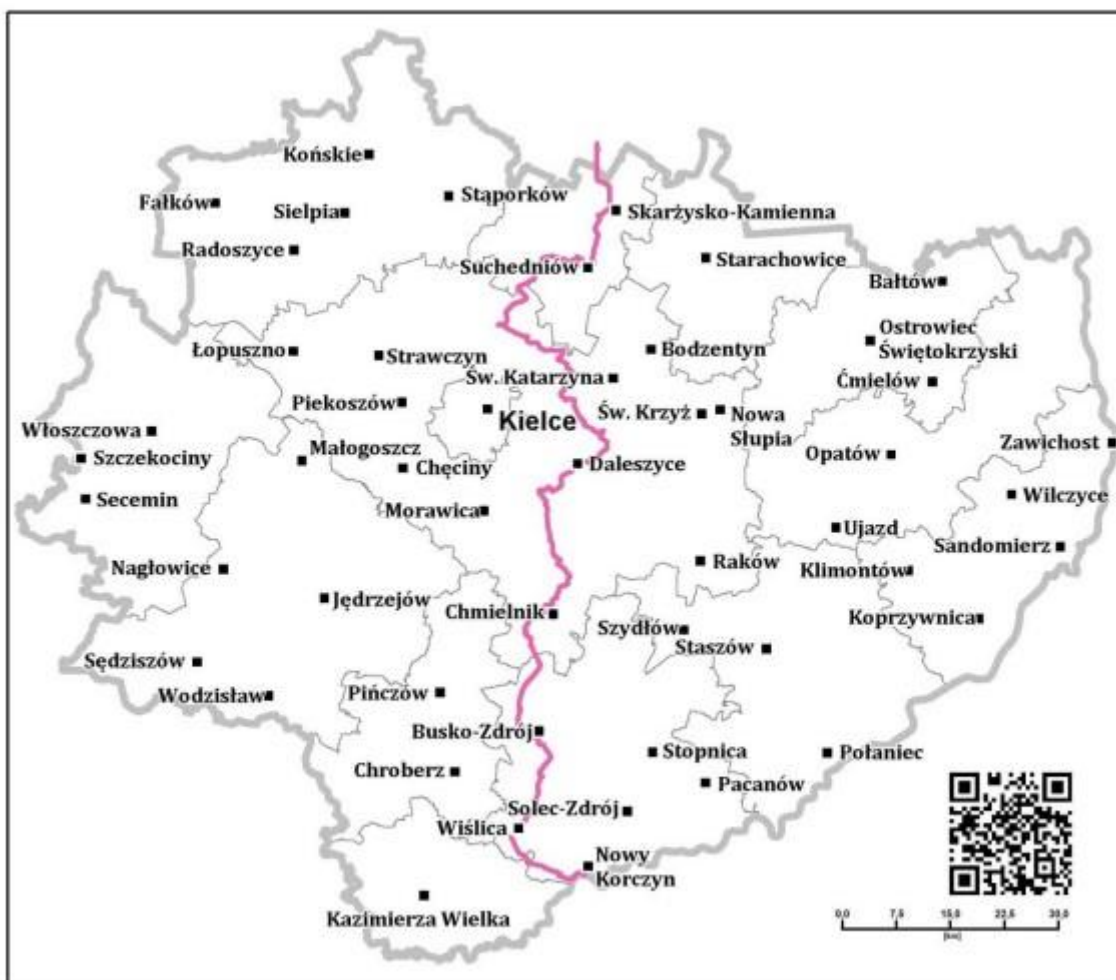 Końskie
Stąporków
Fałków
Sielpia
Skarżysko-Kamienna
Radoszyce
Starachowice
Suchedniów
Bałtów
Ostrowiec
Świętokrzyski
Łopuszno
Strawczyn
Bodzentyn
Św. Katarzyna
Ćmielów
Piekoszów
Kielce
Św. Krzyż
Nowa
Słupia
Włoszczowa
Małogoszcz
Zawichost
Szczekociny
Chęciny
Daleszyce
Opatów
Secemin
Morawica
Wilczyce
Ujazd
Sandomierz
Nagłowice
Raków
Klimontów
Jędrzejów
Chmielnik
Szydłów
Koprzywnica
Staszów
Sędziszów
Wodzisław
Pińczów
Busko-Zdrój
Stopnica
Połaniec
Chroberz
Pacanów
Solec-Zdrój
Wiślica
Nowy
Korczyn
Kazimierza Wielka
0,0 7,5 15,0 22,5 30,0
[km]